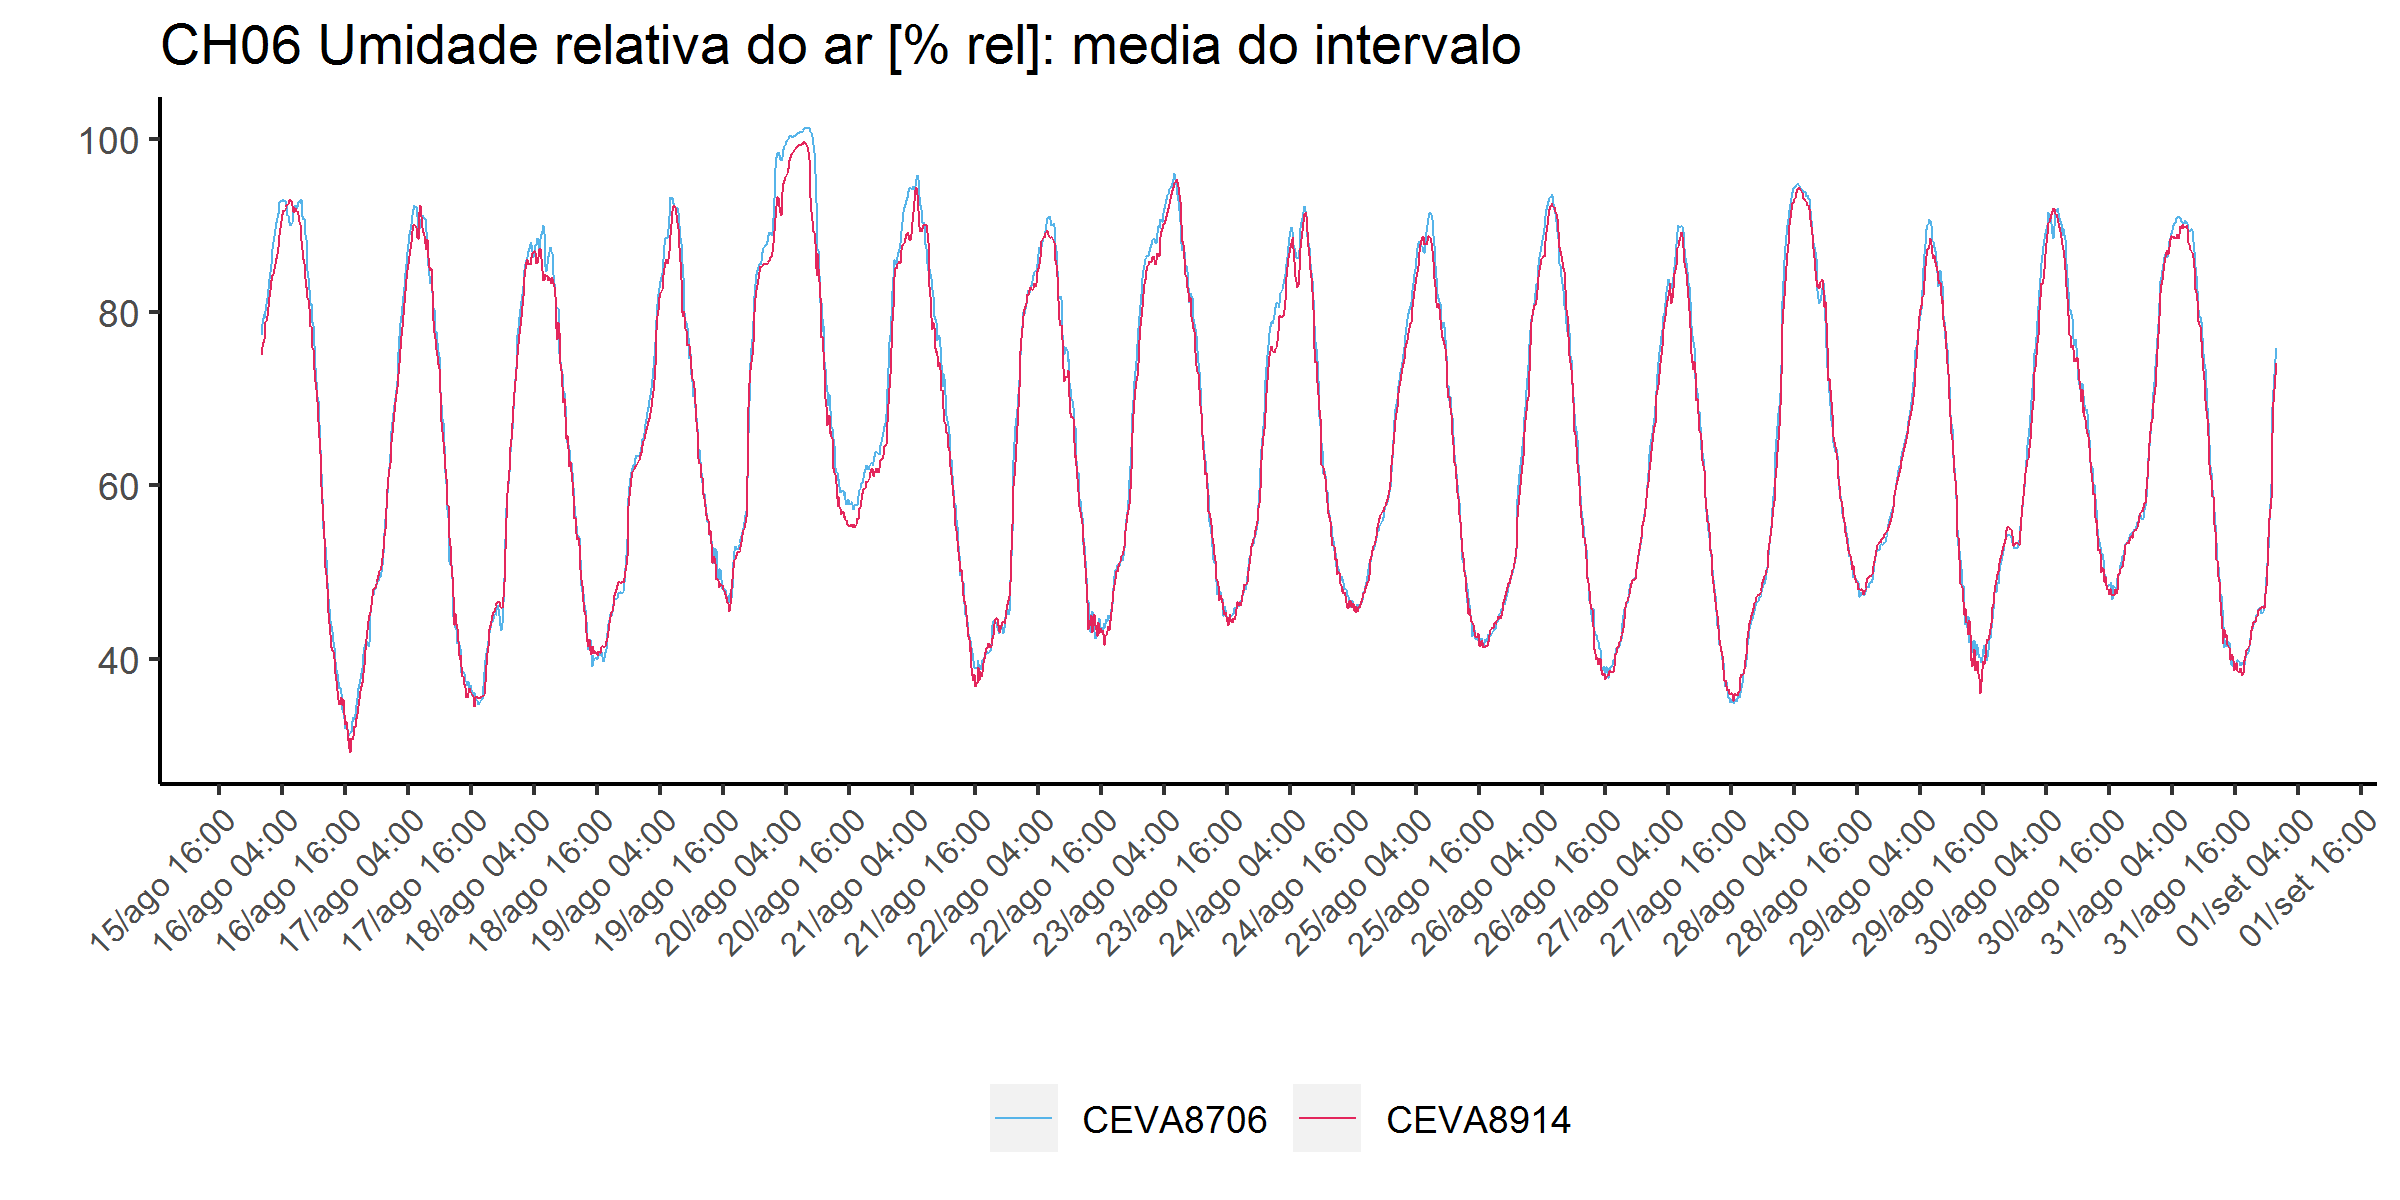 CH06 Umidade relativa do ar [% rel]: media do intervalo
100
80
60
40
15/ago 16:00
16/ago 04:00
16/ago 16:00
17/ago 04:00
17/ago 16:00
18/ago 04:00
18/ago 16:00
19/ago 04:00
19/ago 16:00
20/ago 04:00
20/ago 16:00
21/ago 04:00
21/ago 16:00
22/ago 04:00
22/ago 16:00
23/ago 04:00
23/ago 16:00
24/ago 04:00
24/ago 16:00
25/ago 04:00
25/ago 16:00
26/ago 04:00
26/ago 16:00
27/ago 04:00
27/ago 16:00
28/ago 04:00
28/ago 16:00
29/ago 04:00
29/ago 16:00
30/ago 04:00
30/ago 16:00
31/ago 04:00
31/ago 16:00
01/set 04:00
01/set 16:00
CEVA8706
CEVA8914